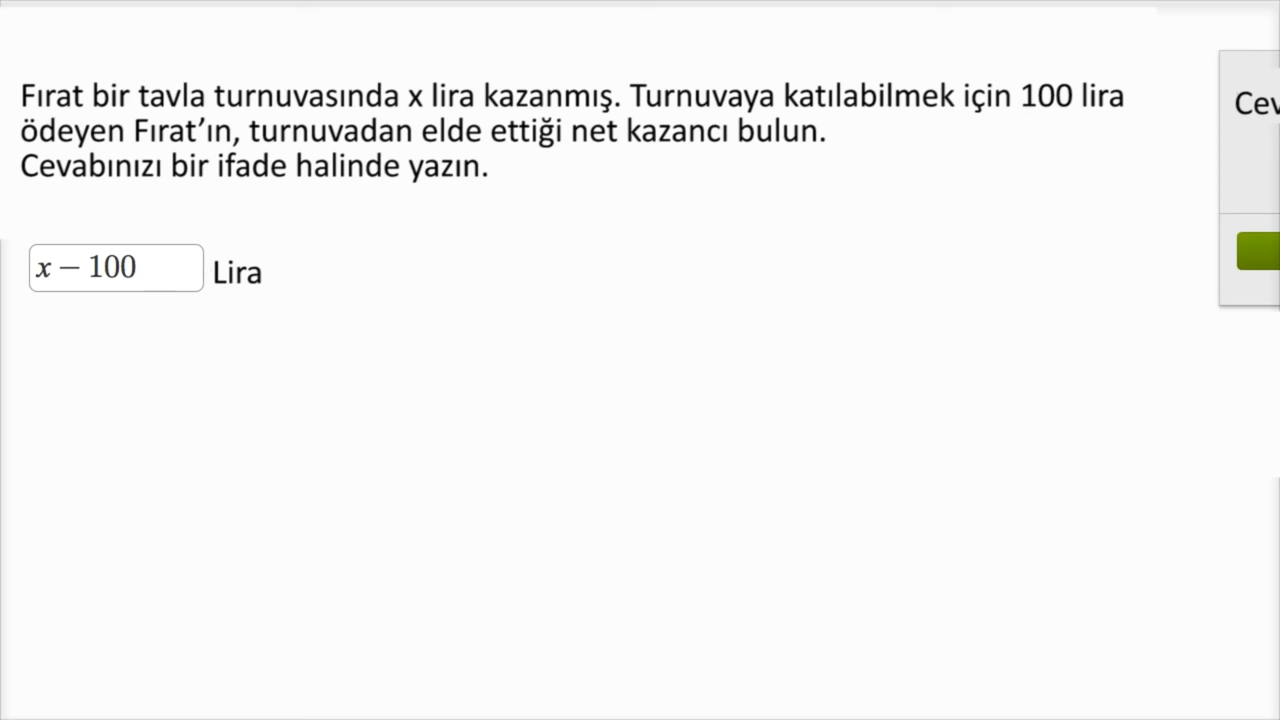 Fırat bir tavla turnuvasında x lira kazanmış. Turnuvaya katılabilmek için 100 lira
ödeyen Fırat’ın, turnuvadan elde ettiği net kazancı bulun.
Cevabınızı bir ifade halinde yazın.
x – 100 Lira